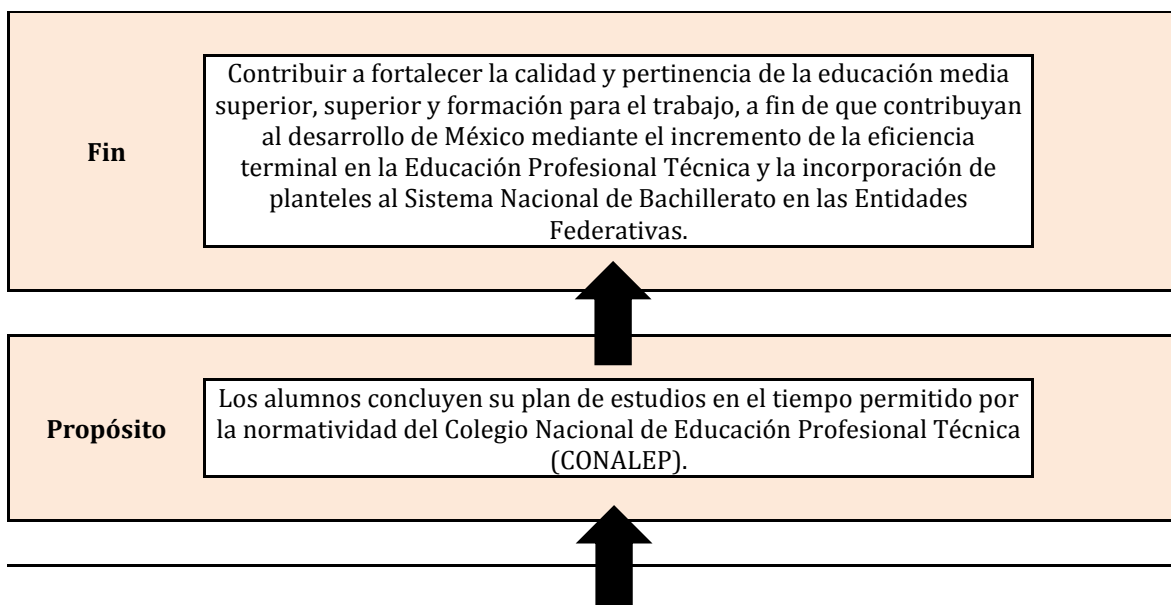 Contribuir a fortalecer la calidad y pertinencia de la educación media
superior, superior y formación para el trabajo, a fin de que contribuyan
al desarrollo de México mediante el incremento de la eficiencia
Fin
terminal en la Educación Profesional Técnica y la incorporación de
planteles al Sistema Nacional de Bachillerato en las Entidades
Federativas.
Los alumnos concluyen su plan de estudios en el tiempo permitido por
Propósito
la normatividad del Colegio Nacional de Educación Profesional Técnica
(CONALEP).